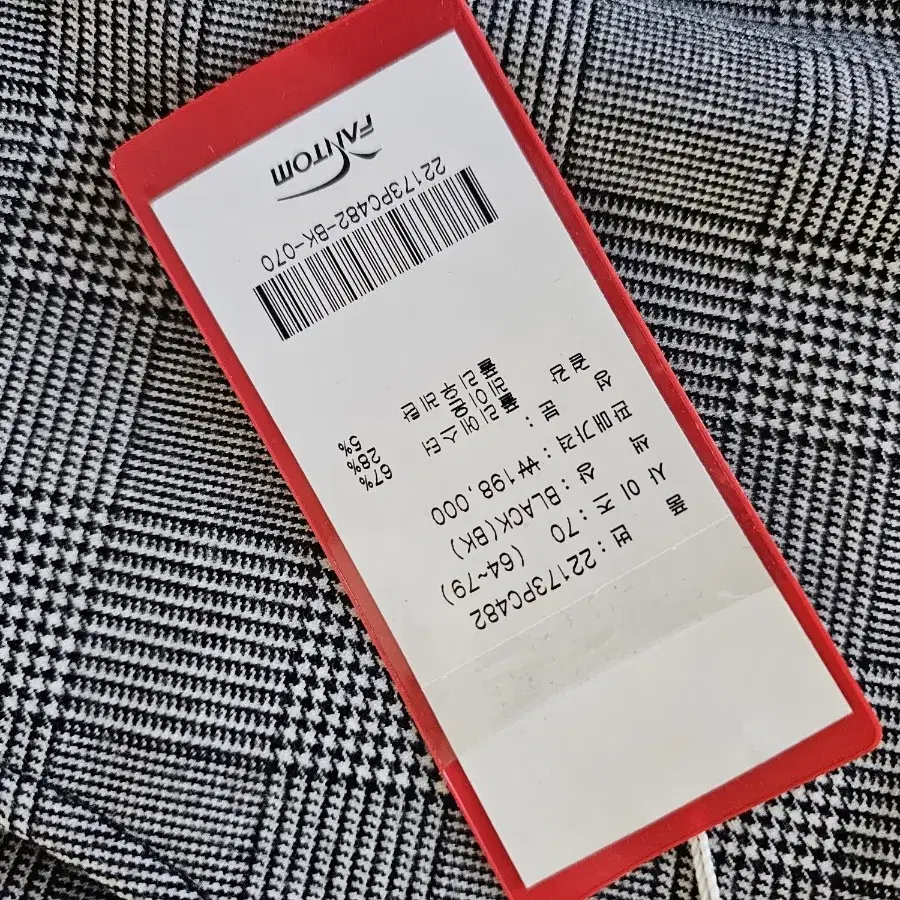 품 번 : 22173PC482
사 이 즈 : 70 (64~79)
색 상 : BLACK(BK)
판매가격 : ₩198,000
성 분 :
겉감
폴리에스터 67%
레이온 28%
폴리우레탄 5%
22173PC482-BK-070
FANTOM